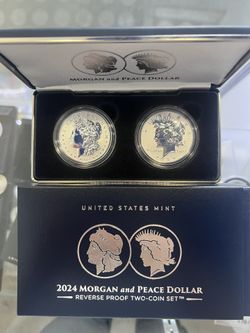 MORGAN and PEACE DOLLAR
UNITED STATES MINT
2024 MORGAN and PEACE DOLLAR
REVERSE PROOF TWO-COIN SET™